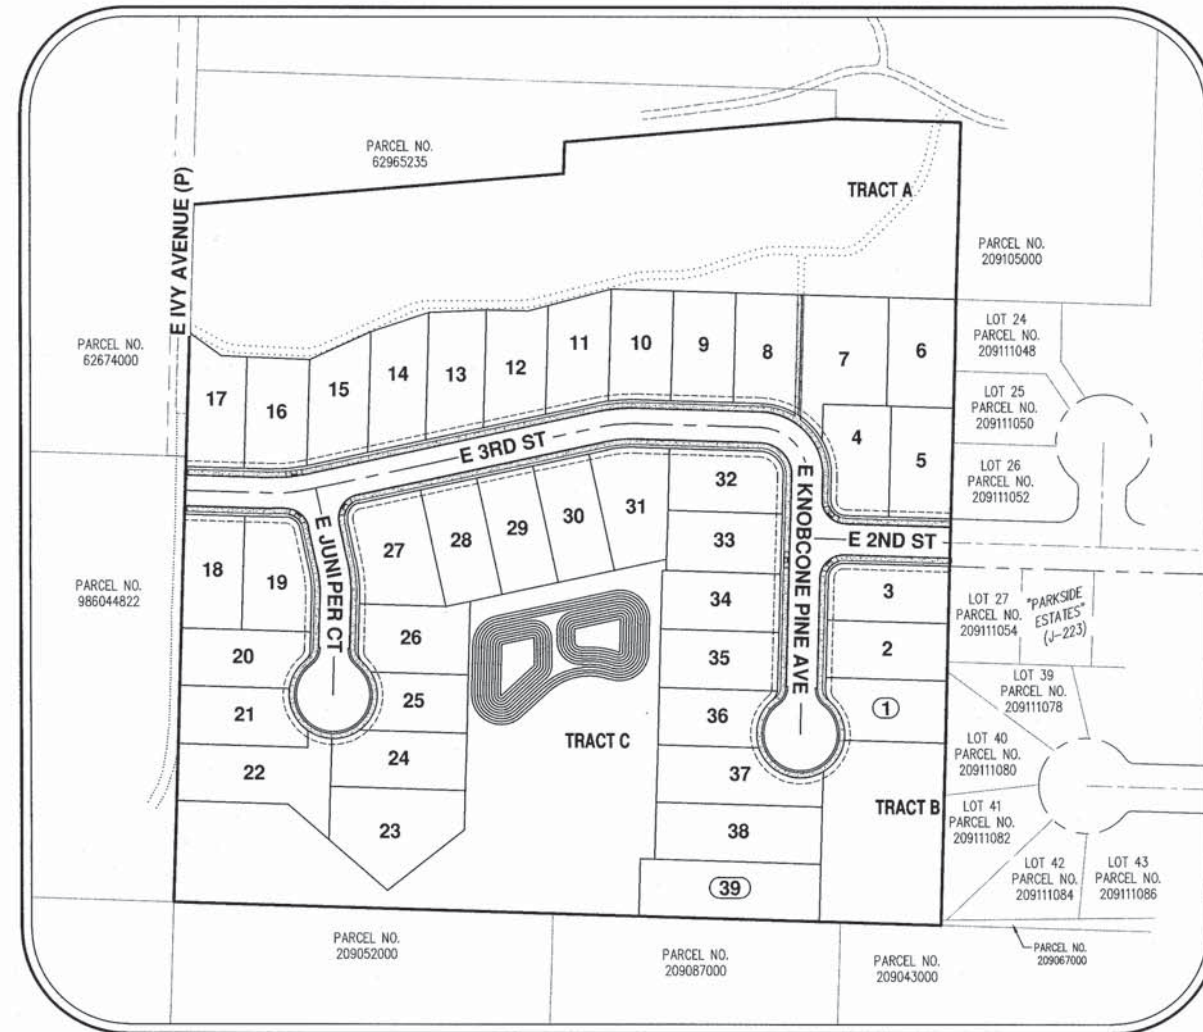 PARCEL NO.
62965235
TRACT A
E IVY AVENUE (P)
PARCEL NO.
209105000
PARCEL NO.
62674000
LOT 24
PARCEL NO.
209111048
17
16
15
14
13
12
11
10
9
8
7
6
LOT 25
PARCEL NO.
209111050
4
5
E 3RD ST
LOT 26
PARCEL NO.
209111052
32
31
30
29
28
27
E KNOBCONE PINE AVE
E 2ND ST
33
E JUNIPER CT
18
19
PARCEL NO.
986044822
34
3
LOT 27
PARCEL NO.
209111054
"PARKSIDE
ESTATES"
(J-223)
20
26
35
2
LOT 39
PARCEL NO.
209111078
21
25
36
1
TRACT C
LOT 40
PARCEL NO.
209111080
22
24
37
TRACT B
LOT 41
PARCEL NO.
209111082
23
38
LOT 42
PARCEL NO.
209111084
LOT 43
PARCEL NO.
209111086
39
PARCEL NO.
209052000
PARCEL NO.
209087000
PARCEL NO.
209043000
PARCEL NO.
209067000